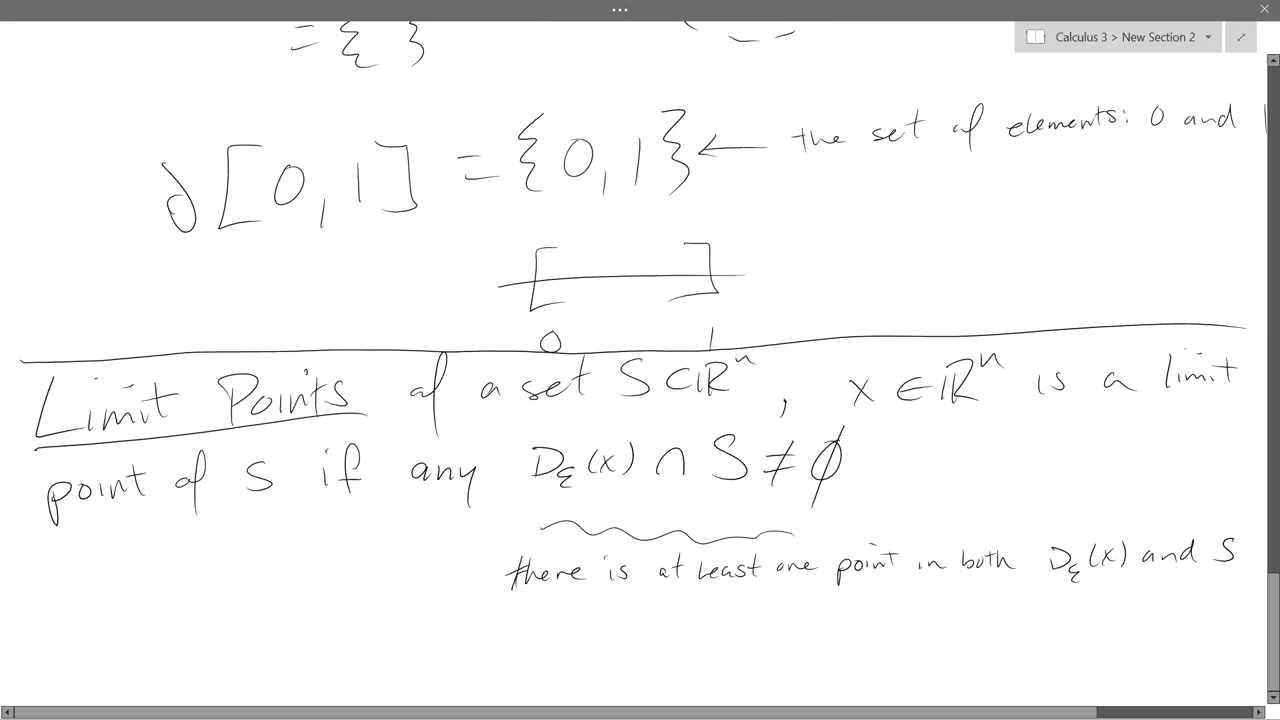 Calculus 3 > New Section 2
= { }
∂[0,1] = {0,1} ← the set of elements: 0 and 1
[ ]
0 1
Limit Points of a set S⊂ℝⁿ, x∈ℝⁿ is a limit
point of S if any D_ε(x) ∩ S ≠ ∅
there is at least one point in both D_ε(x) and S